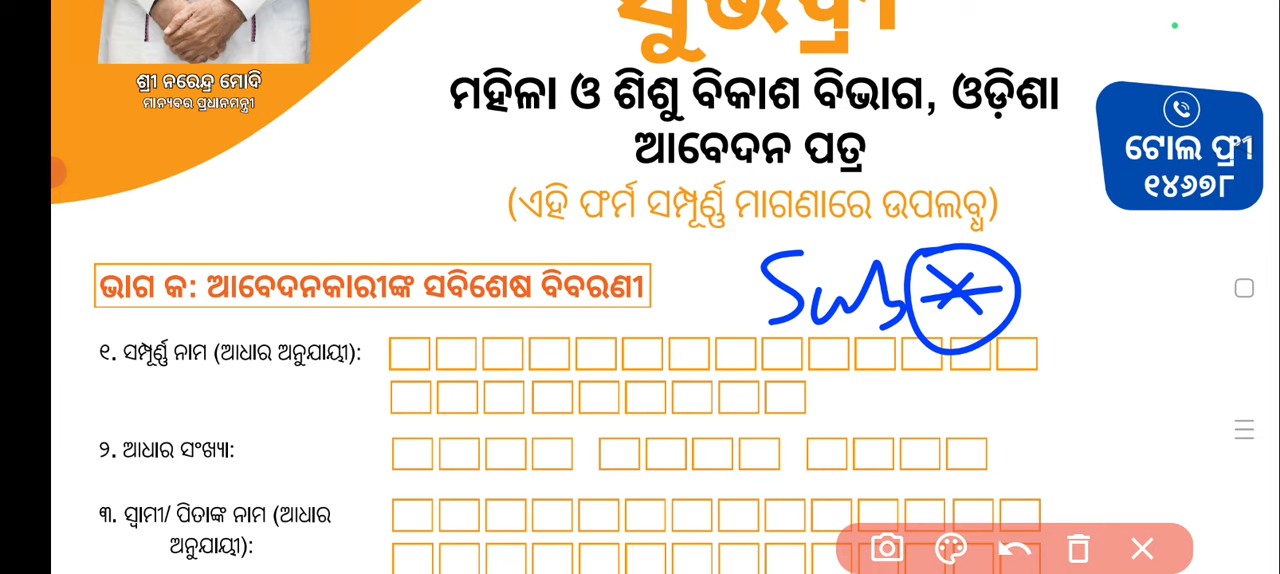 ସୁଭଦ୍ରା
ଶ୍ରୀ ନରେନ୍ଦ୍ର ମୋଦି
ମାନ୍ୟବର ପ୍ରଧାନମନ୍ତ୍ରୀ
ମହିଳା ଓ ଶିଶୁ ବିକାଶ ବିଭାଗ, ଓଡ଼ିଶା
ଆବେଦନ ପତ୍ର
(ଏହି ଫର୍ମ ସମ୍ପୂର୍ଣ୍ଣ ମାଗଣାରେ ଉପଲବ୍ଧ)
ଟୋଲ ଫ୍ରୀ
୧୪୬୭୮
ଭାଗ କ: ଆବେଦନକାରୀଙ୍କ ସବିଶେଷ ବିବରଣୀ
୧. ସମ୍ପୂର୍ଣ୍ଣ ନାମ (ଆଧାର ଅନୁଯାୟୀ):
୨. ଆଧାର ସଂଖ୍ୟା:
୩. ସ୍ୱାମୀ/ ପିତାଙ୍କ ନାମ (ଆଧାର
ଅନୁଯାୟୀ):